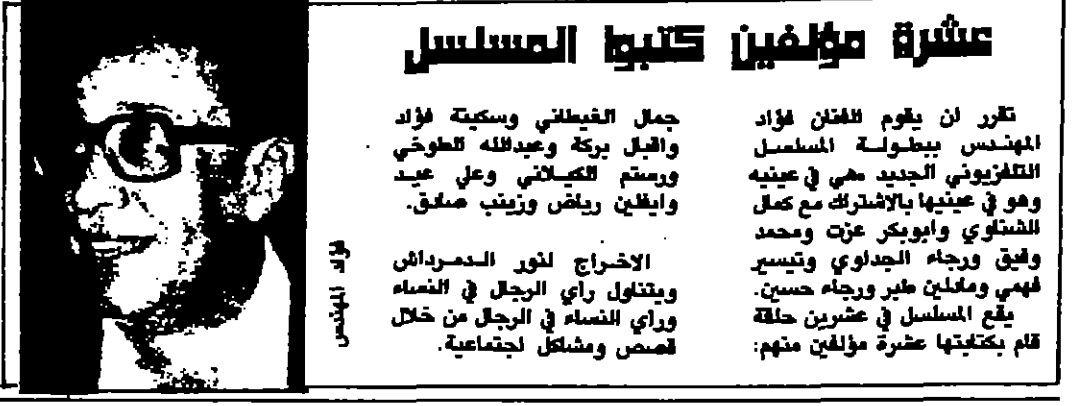 عشرة مؤلفين كتبوا المسلسل
تقرر ان يقوم الفنان فؤاد
المهندس ببطولة المسلسل
التلفزيوني الجديد «هي في عينيه
وهو في عينيها» بالاشتراك مع كمال
الشناوي وابوبكر عزت ومحمد
وفيق ورجاء الجداوي وتيسير
فهمي ومادلين طبر ورجاء حسين.
يقع المسلسل في عشرين حلقة
قام بكتابتها عشرة مؤلفين منهم:
جمال الغيطاني وسكينة فؤاد
واقبال بركة وعبدالله الطوخي
ورستم الكيلاني وعلي عيد
وايفلين رياض وزينب صادق.
الاخراج لنور الدمرداش
ويتناول راي الرجال في النساء
وراي النساء في الرجال من خلال
قصص ومشاكل اجتماعية.
فؤاد المهندس